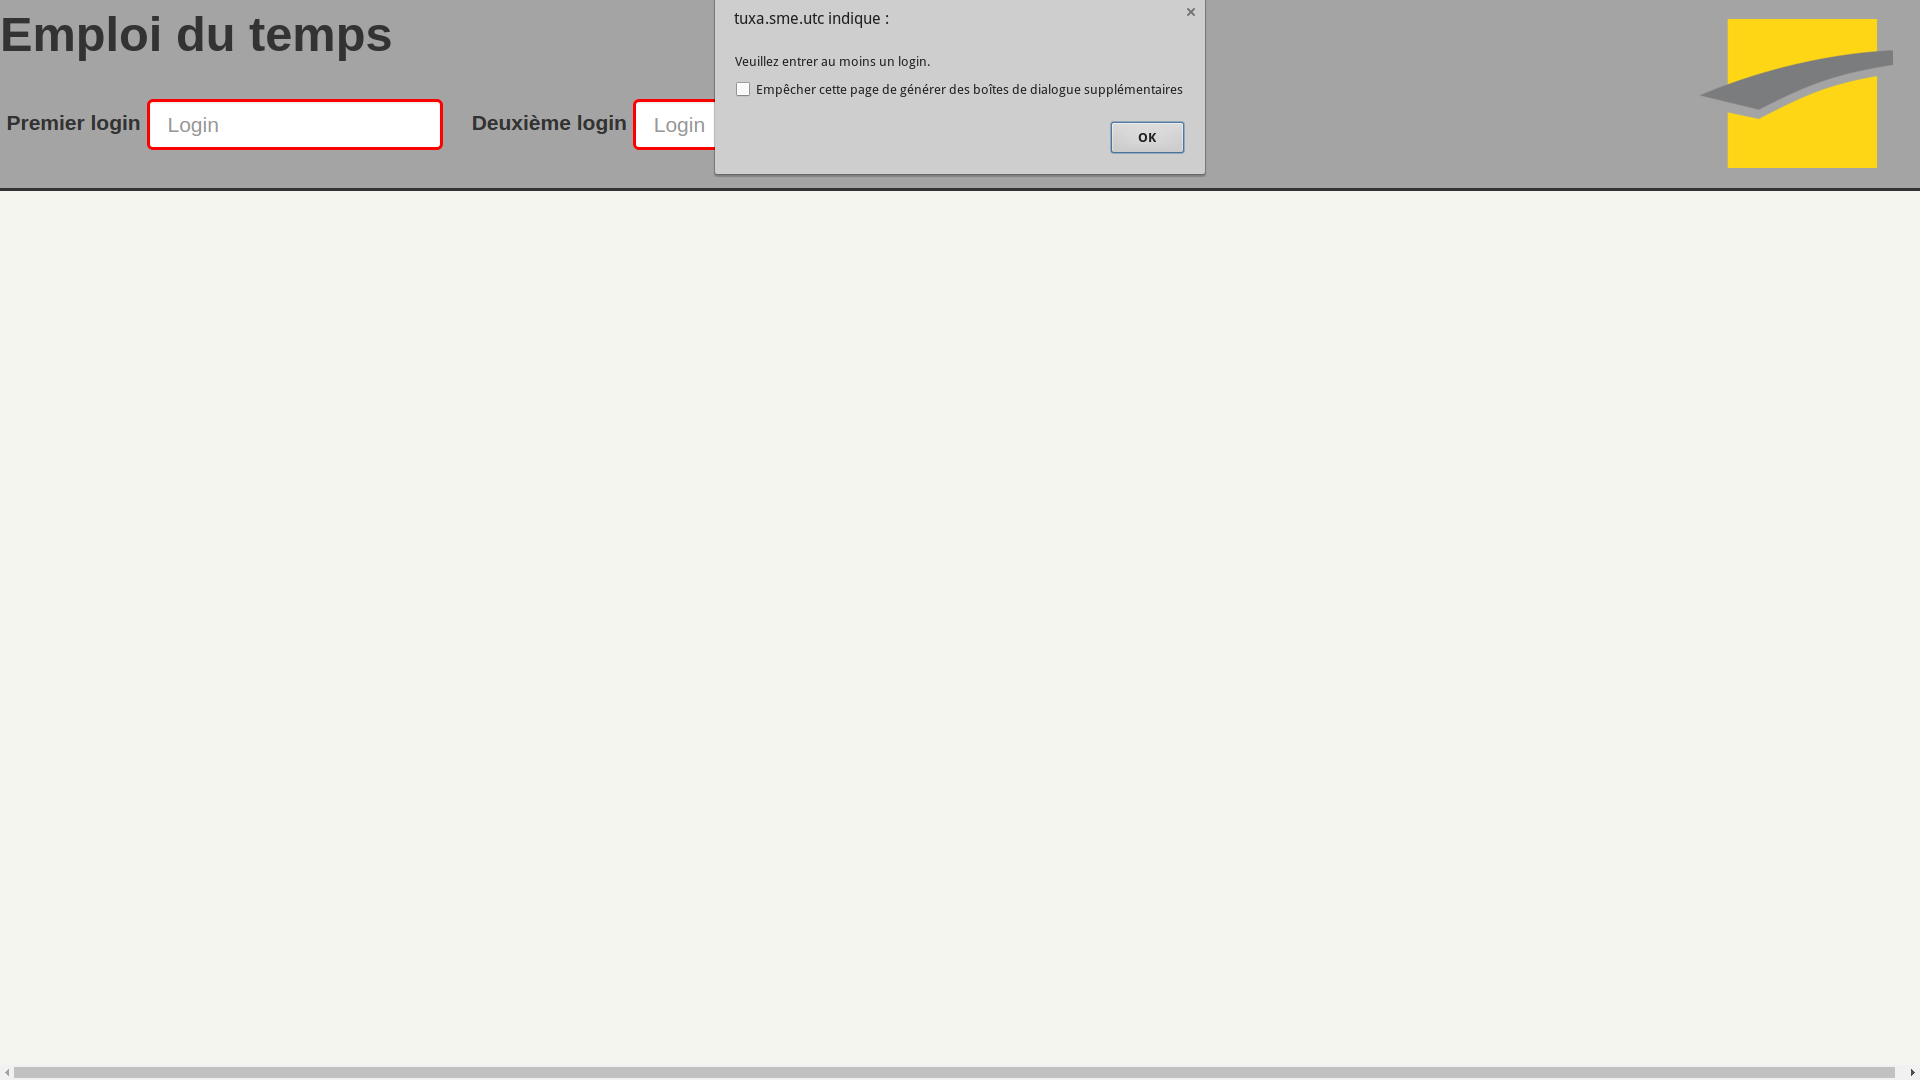 Emploi du temps
tuxa.sme.utc indique :
Veuillez entrer au moins un login.
Empêcher cette page de générer des boîtes de dialogue supplémentaires
OK
Premier login
Login
Deuxième login
Login